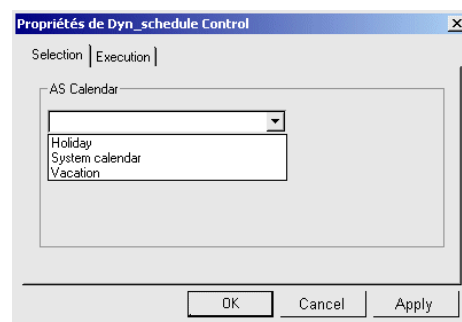 Propriétés de Dyn_schedule Control
Selection
Execution
AS Calendar
Holiday
System calendar
Vacation
OK
Cancel
Apply